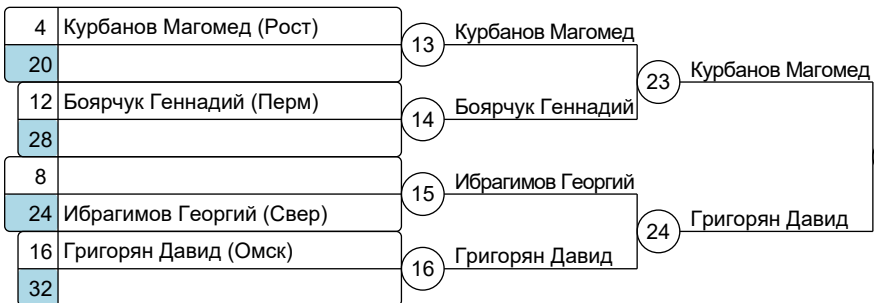 4 Курбанов Магомед (Рост)
20
12 Боярчук Геннадий (Перм)
28
8
24 Ибрагимов Георгий (Свер)
16 Григорян Давид (Омск)
32
13 Курбанов Магомед
14 Боярчук Геннадий
15 Ибрагимов Георгий
16 Григорян Давид
23 Курбанов Магомед
24 Григорян Давид